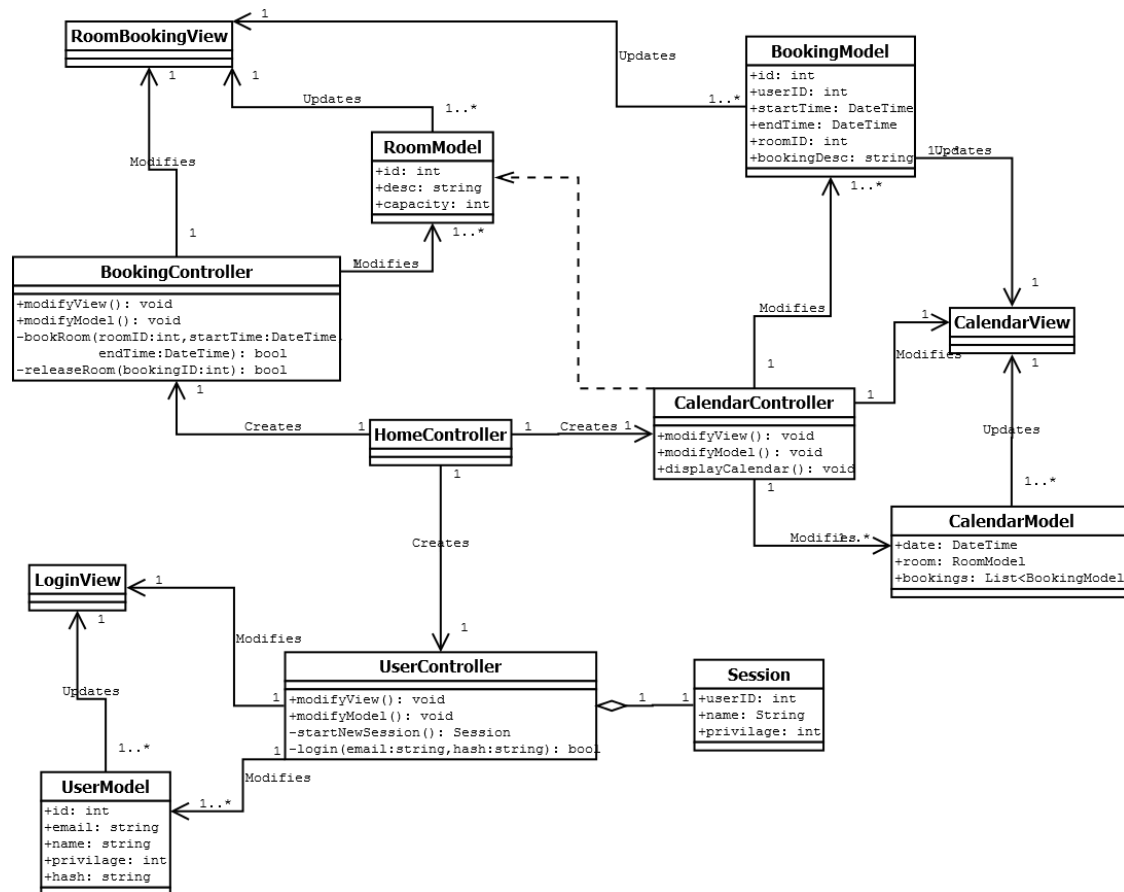 RoomBookingView
1
1
1
Updates
1..*
BookingModel
+id: int
+userID: int
+startTime: DateTime
+endTime: DateTime
+roomID: int
+bookingDesc: string
Updates
1..*
RoomModel
+id: int
+desc: string
+capacity: int
1..*
Updates
1
1..*
Modifies
1
BookingController
+modifyView(): void
+modifyModel(): void
-bookRoom(roomID:int,startTime:DateTime,
endTime:DateTime): bool
-releaseRoom(bookingID:int): bool
1
Modifies
Modifies
1
CalendarView
1
1
Modifies
1
CalendarController
+modifyView(): void
+modifyModel(): void
+displayCalendar(): void
1
1
Creates
1
HomeController
1
Creates
1
1
Updates
1..*
CalendarModel
+date: DateTime
+room: RoomModel
+bookings: List<BookingModel
Modifies
Creates
1
LoginView
1
1
Modifies
1
UserController
+modifyView(): void
+modifyModel(): void
-startNewSession(): Session
-login(email:string,hash:string): bool
1
1
1
Session
+userID: int
+name: String
+privilage: int
Updates
1..*
Modifies
1..*
UserModel
+id: int
+email: string
+name: string
+privilage: int
+hash: string